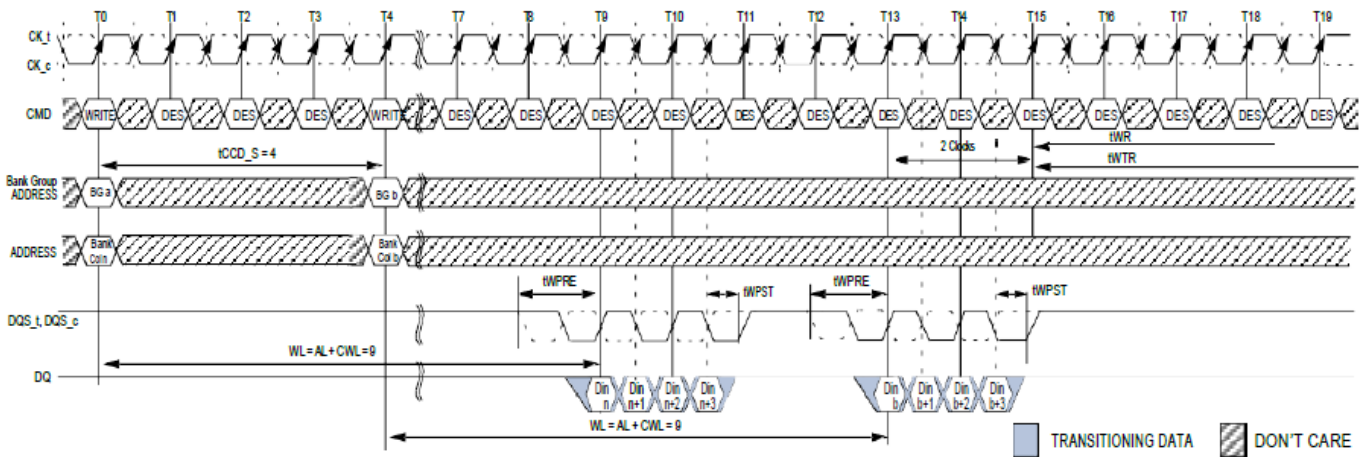 T0 T1 T2 T3 T4 T7 T8 T9 T10 T11 T12 T13 T14 T15 T16 T17 T18 T19
CK_t
CK_c
CMD WRITE DES DES DES WRITE DES DES DES DES DES DES DES DES DES DES DES DES DES
tCCD_S = 4 2 Clocks tWR
tWTR
Bank Group
ADDRESS BG a BG b
ADDRESS Bank Col n Bank Col b
tWPRE tWPST tWPRE tWPST
DQS_t, DQS_c
WL = AL + CWL = 9
DQ Din n Din n+1 Din n+2 Din n+3 Din b Din b+1 Din b+2 Din b+3
WL = AL + CWL = 9
TRANSITIONING DATA DON'T CARE